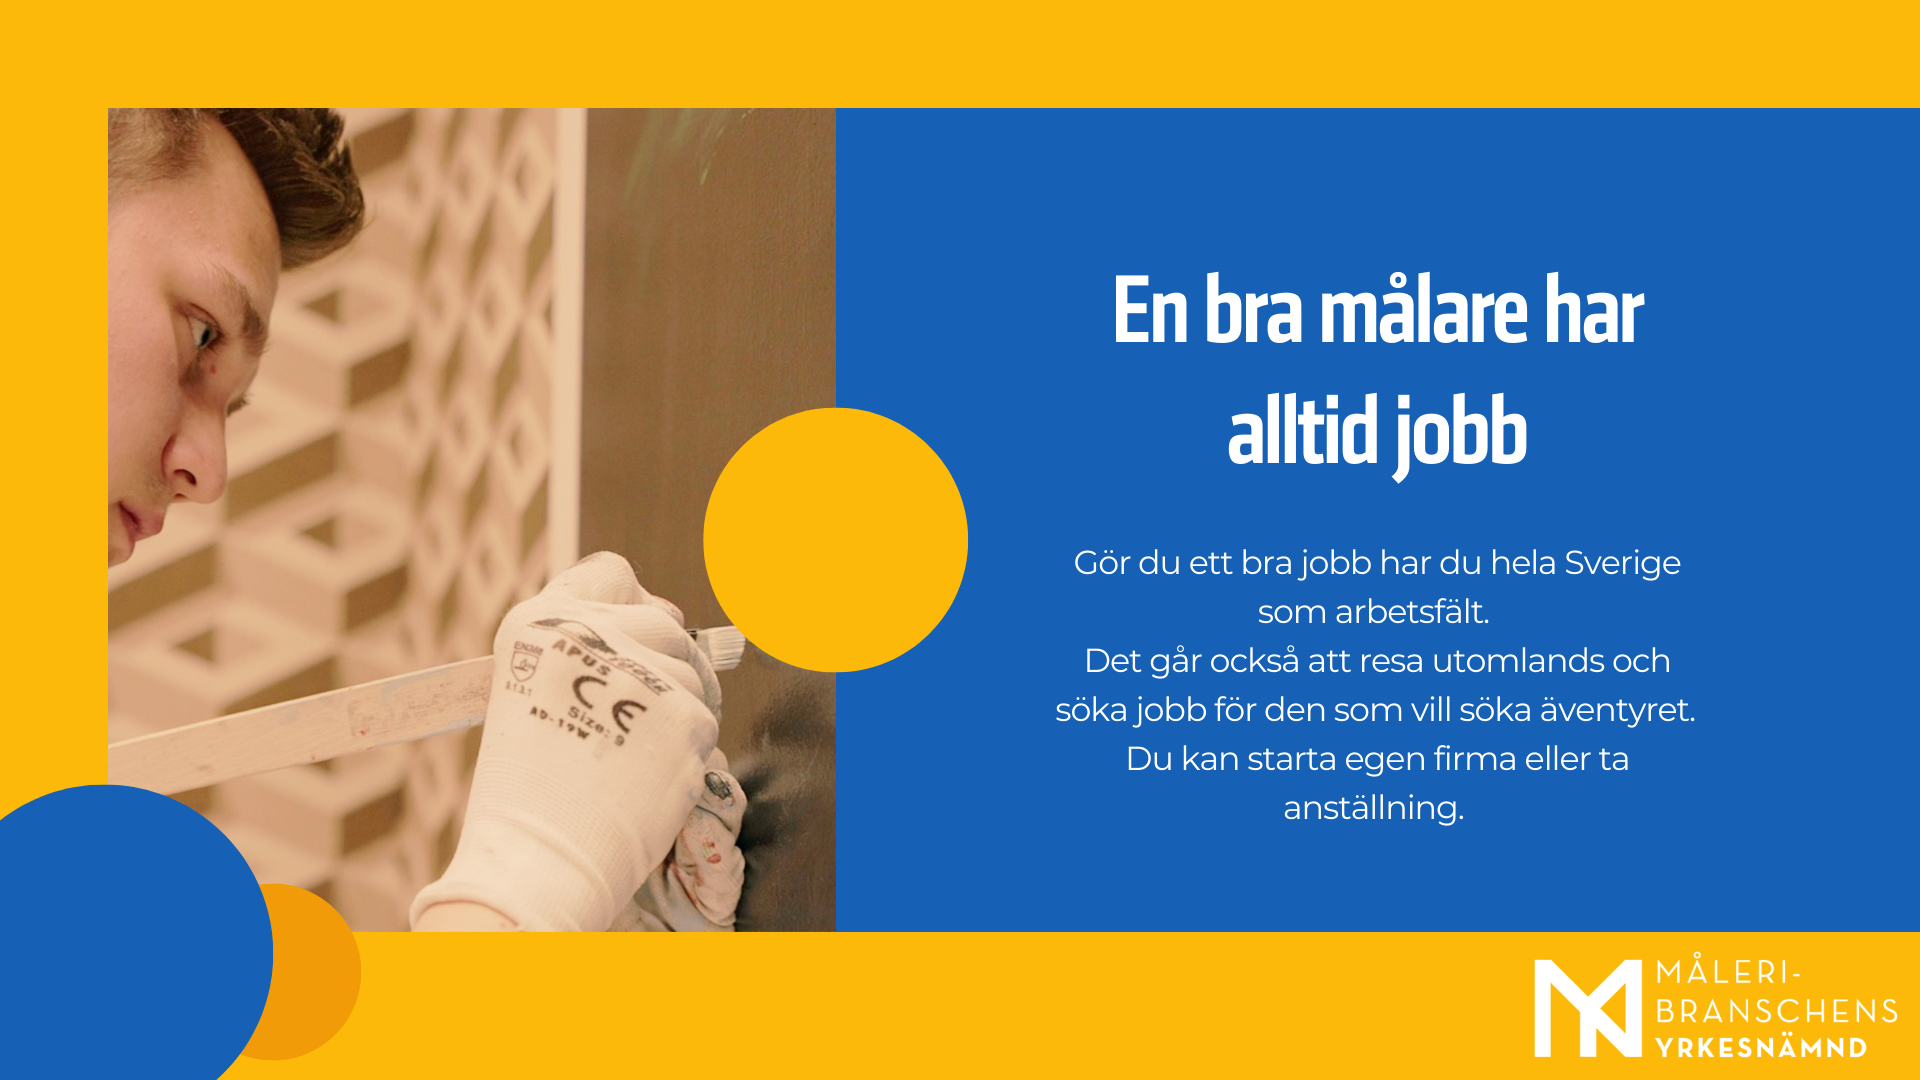 En bra målare har
alltid jobb
Gör du ett bra jobb har du hela Sverige
som arbetsfält.
Det går också att resa utomlands och
söka jobb för den som vill söka äventyret.
Du kan starta egen firma eller ta
anställning.
APUS
CE
Size: 9
AD-19W
MÅLERI-
BRANSCHENS
YRKESNÄMND